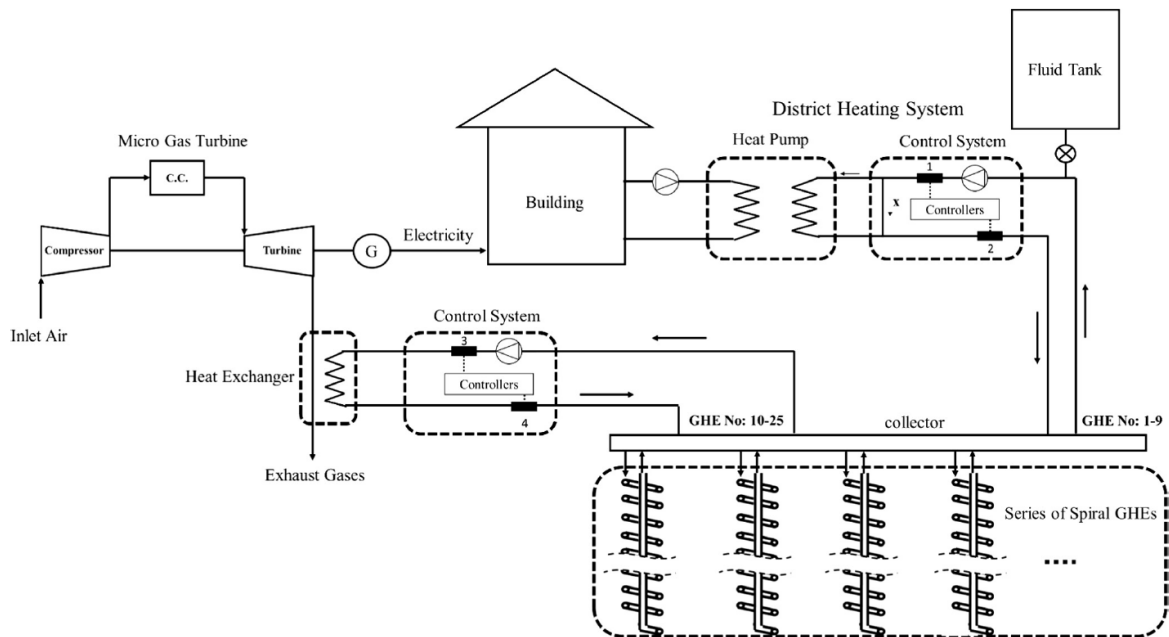 Fluid Tank
District Heating System
Micro Gas Turbine
Heat Pump
Control System
C.C.
1
x
Controllers
Building
2
Compressor
Turbine
G
Electricity
Inlet Air
Control System
3
Heat Exchanger
Controllers
4
GHE No: 10-25
collector
GHE No: 1-9
Exhaust Gases
Series of Spiral GHEs